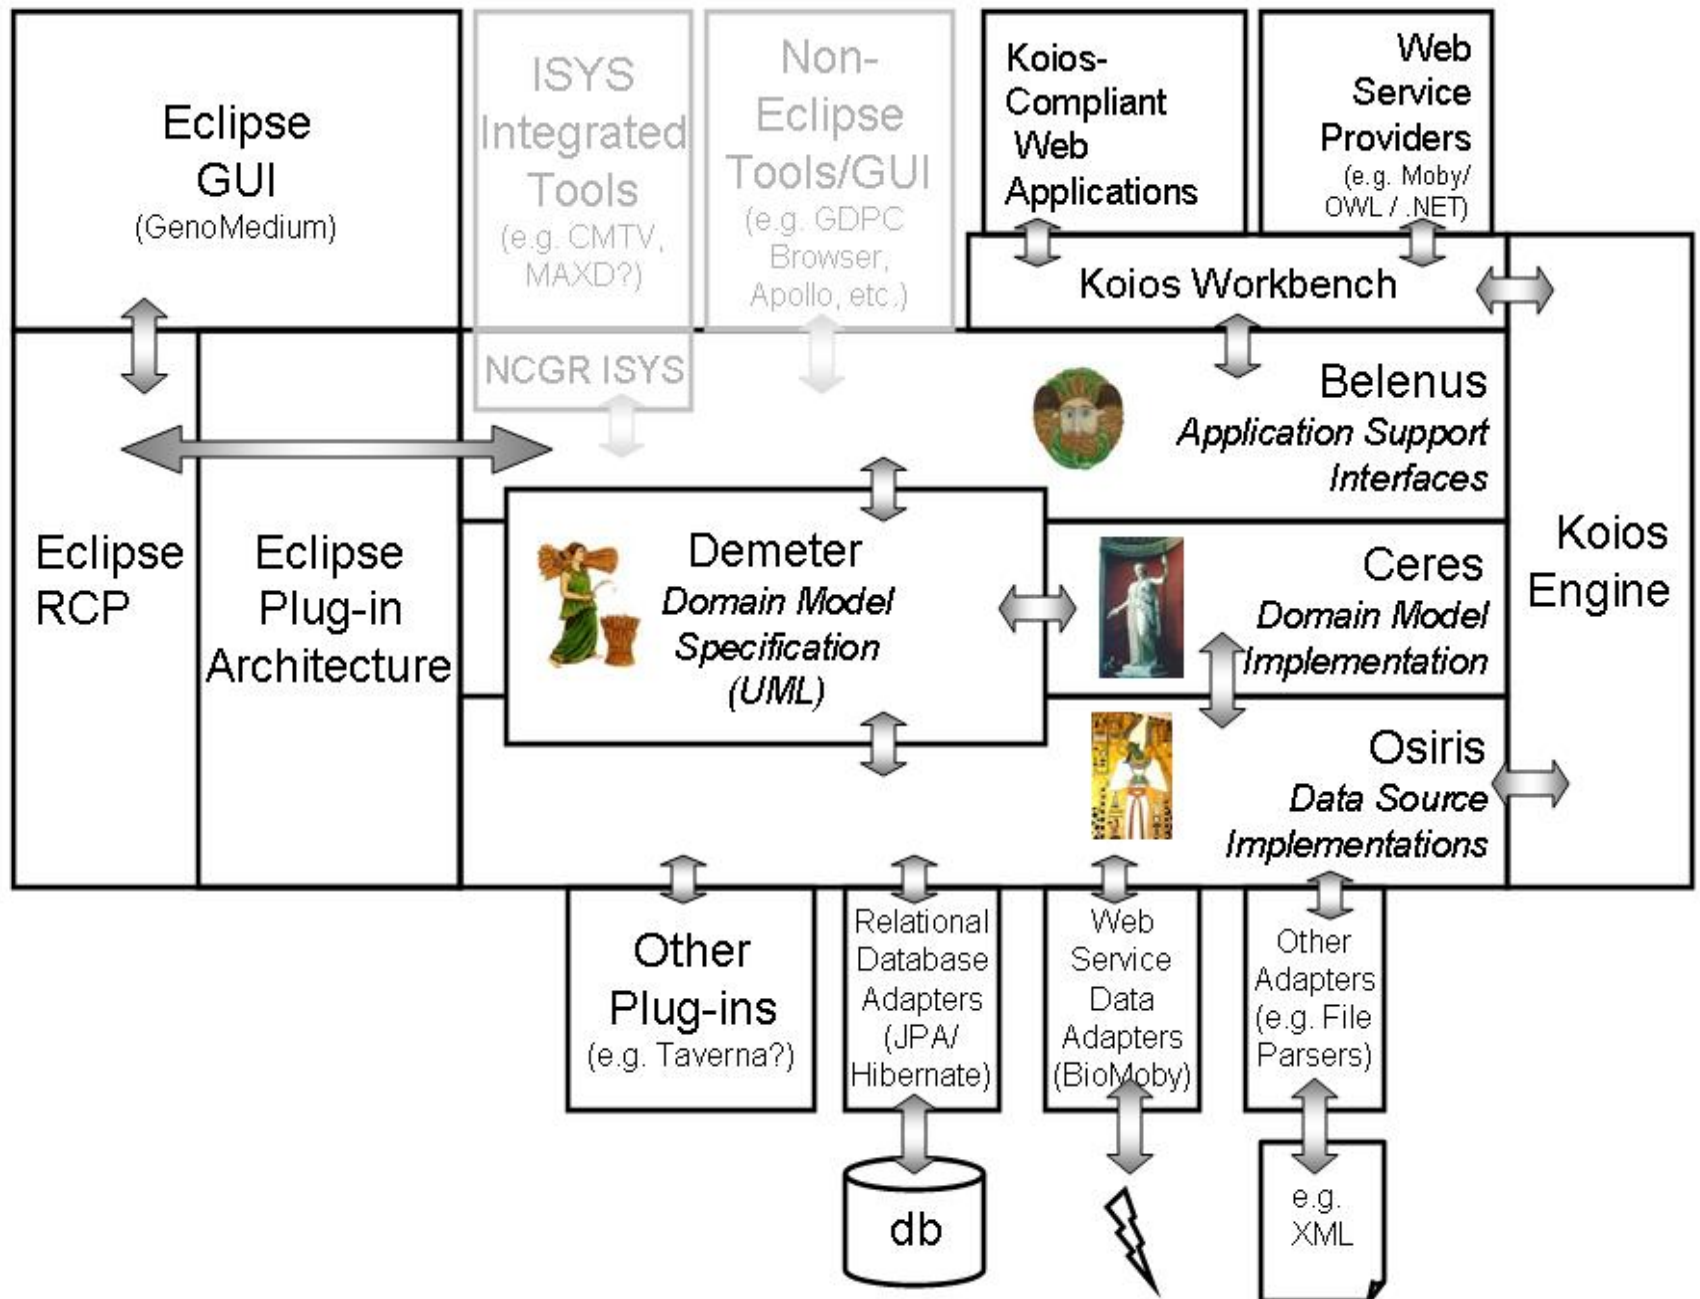 Eclipse
GUI
(GenoMedium)
ISYS
Integrated
Tools
(e.g. CMTV,
MAXD?)
Non-
Eclipse
Tools/GUI
(e.g. GDPC
Browser,
Apollo, etc.)
Koios-
Compliant
Web
Applications
Web
Service
Providers
(e.g. Moby/
OWL / .NET)
Koios Workbench
NCGR ISYS
Belenus
Application Support
Interfaces
Eclipse
RCP
Eclipse
Plug-in
Architecture
Demeter
Domain Model
Specification
(UML)
Ceres
Domain Model
Implementation
Koios
Engine
Osiris
Data Source
Implementations
Other
Plug-ins
(e.g. Taverna?)
Relational
Database
Adapters
(JPA/
Hibernate)
Web
Service
Data
Adapters
(BioMoby)
Other
Adapters
(e.g. File
Parsers)
db
e.g.
XML